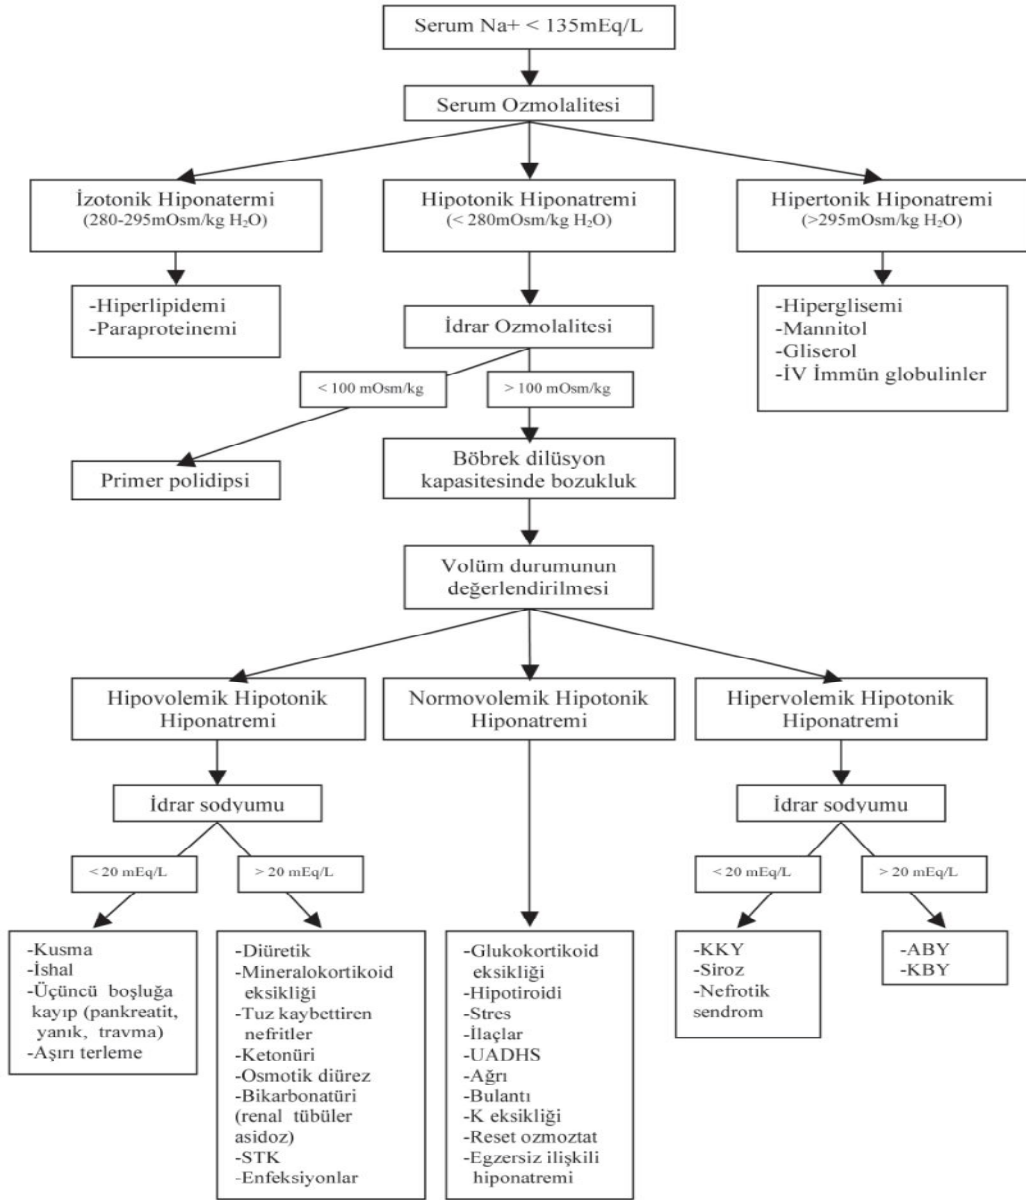 Serum Na+ < 135mEq/L
Serum Ozmolalitesi
İzotonik Hiponatermi
(280-295mOsm/kg H₂O)
Hipotonik Hiponatremi
(< 280mOsm/kg H₂O)
Hipertonik Hiponatremi
(>295mOsm/kg H₂O)
-Hiperlipidemi
-Paraproteinemi
İdrar Ozmolalitesi
-Hiperglisemi
-Mannitol
-Gliserol
-İV İmmün globulinler
< 100 mOsm/kg
> 100 mOsm/kg
Primer polidipsi
Böbrek dilüsyon
kapasitesinde bozukluk
Volüm durumunun
değerlendirilmesi
Hipovolemik Hipotonik
Hiponatremi
Normovolemik Hipotonik
Hiponatremi
Hipervolemik Hipotonik
Hiponatremi
İdrar sodyumu
İdrar sodyumu
< 20 mEq/L
> 20 mEq/L
< 20 mEq/L
> 20 mEq/L
-Kusma
-İshal
-Üçüncü boşluğa
kayıp (pankreatit,
yanık, travma)
-Aşırı terleme
-Diüretik
-Mineralokortikoid
eksikliği
-Tuz kaybettiren
nefritler
-Ketonüri
-Osmotik diürez
-Bikarbonatüri
(renal tübüler
asidoz)
-STK
-Enfeksiyonlar
-Glukokortikoid
eksikliği
-Hipotiroidi
-Stres
-İlaçlar
-UADHS
-Ağrı
-Bulantı
-K eksikliği
-Reset ozmoztat
-Egzersiz ilişkili
hiponatremi
-KKY
-Siroz
-Nefrotik
sendrom
-ABY
-KBY